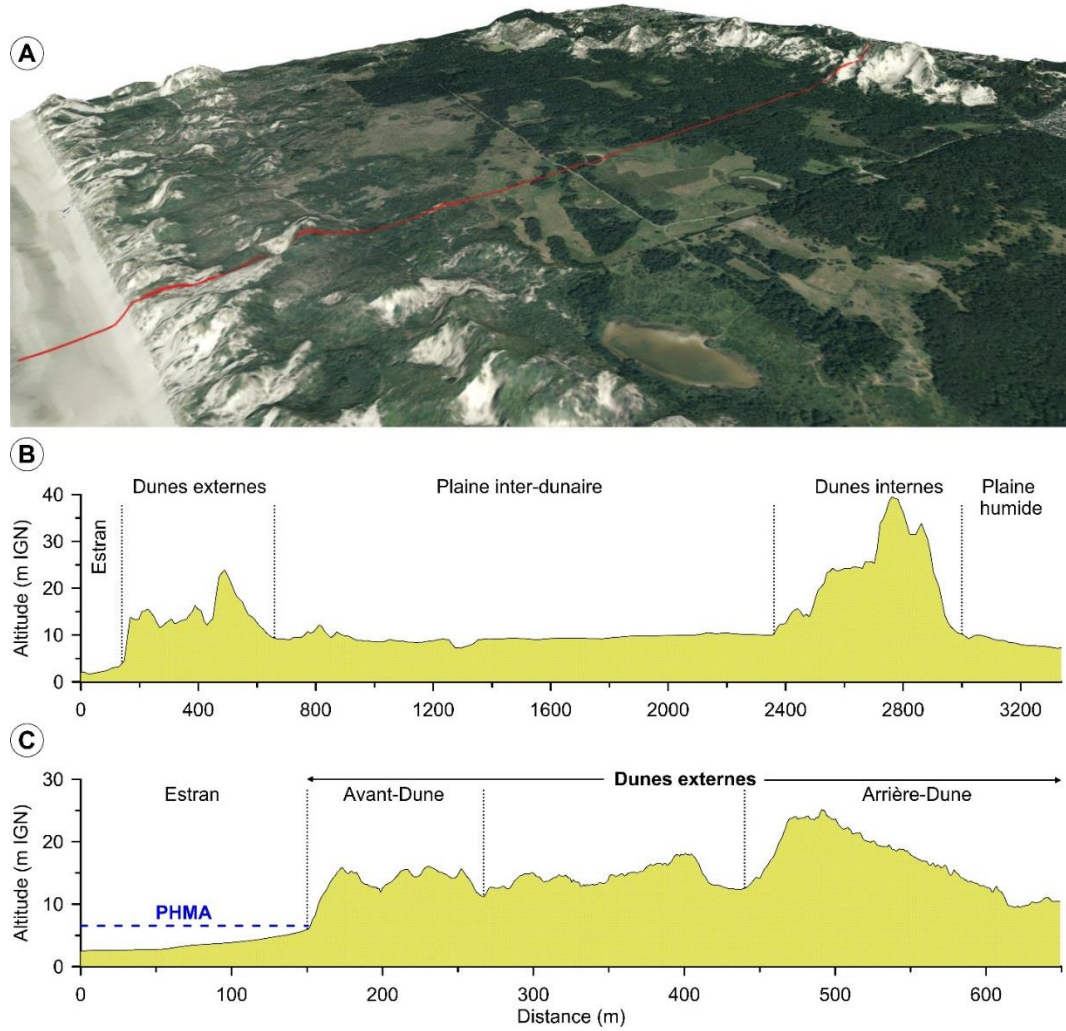 A
B
Dunes externes
Plaine inter-dunaire
Dunes internes
Plaine
humide
Estran
Altitude (m IGN)
40
30
20
10
0
0 400 800 1200 1600 2000 2400 2800 3200
C
Dunes externes
Estran
Avant-Dune
Arrière-Dune
PHMA
Altitude (m IGN)
30
20
10
0
0 100 200 300 400 500 600
Distance (m)